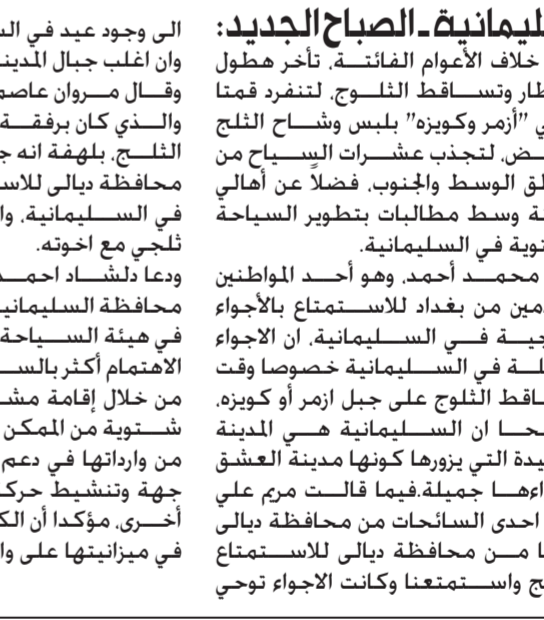 ليمانية ـ الصباح الجديد:
خلاف الأعوام الفائتة، تأخر هطول
طار وتساقط الثلوج، لتنفرد قمتا
ي "أزمر وكويزه" بلبس وشاح الثلج
ض، لتجذب عشرات السياح من
طق الوسط والجنوب، فضلاً عن أهالي
نة وسط مطالبات بتطوير السياحة
توية في السليمانية.
محمد أحمد، وهو أحد المواطنين
دمين من بغداد للاستمتاع بالأجواء
جية في السليمانية، ان الاجواء
لة في السليمانية خصوصا وقت
اقط الثلوج على جبل ازمر أو كويزه،
حا ان السليمانية هي المدينة
يدة التي يزورها كونها مدينة العشق
اءها جميلة.فيما قالت مريم علي
احدى السائحات من محافظة ديالى
ا من محافظة ديالى للاستمتاع
ج واستمتعنا وكانت الاجواء توحي
الى وجود عيد في ال
وان اغلب جبال المدين
وقال مروان عاصم
والذي كان برفقة
الثلج، بلهفة انه ج
محافظة ديالى للاس
في السليمانية، وا
ثلجي مع اخوته.
ودعا دلشاد احمد
محافظة السليماني
في هيئة السياحة
الاهتمام أكثر بالس
من خلال إقامة مش
شتوية من الممكن
من وارداتها في دعم
جهة وتنشيط حرك
أخرى، مؤكدا أن الك
في ميزانيتها على وا